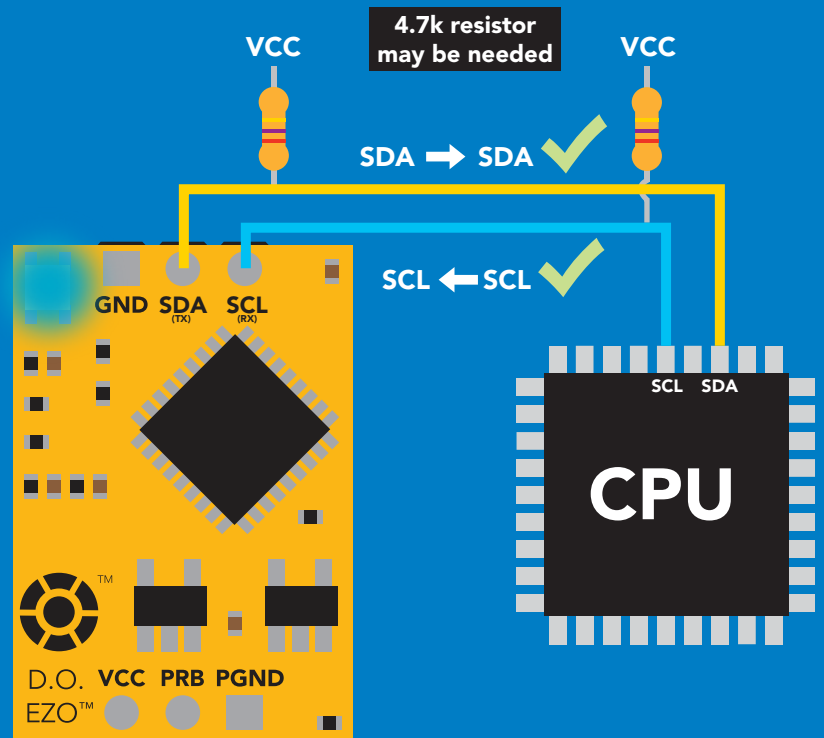 4.7k resistor
may be needed
VCC
VCC
SDA → SDA
SCL ← SCL
GND SDA SCL
(TX) (RX)
SCL SDA
CPU
TM
D.O. VCC PRB PGND
EZO™